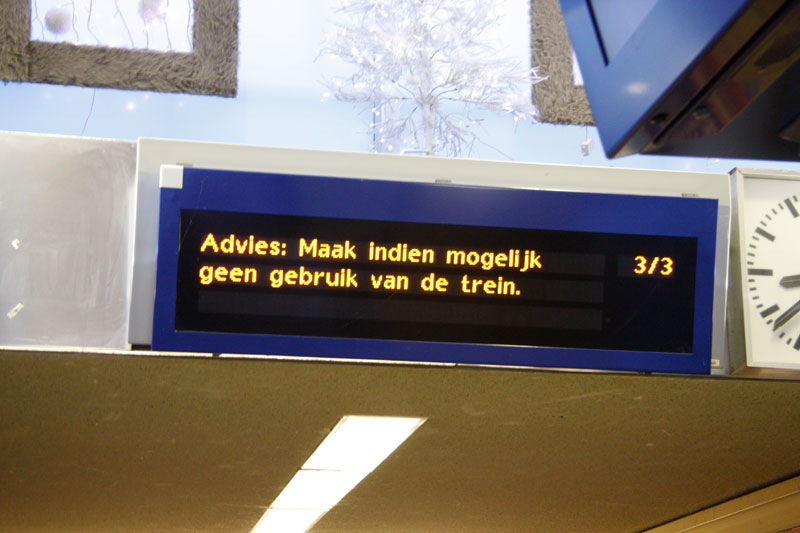 Advies: Maak indien mogelijk
geen gebruik van de trein.
3/3